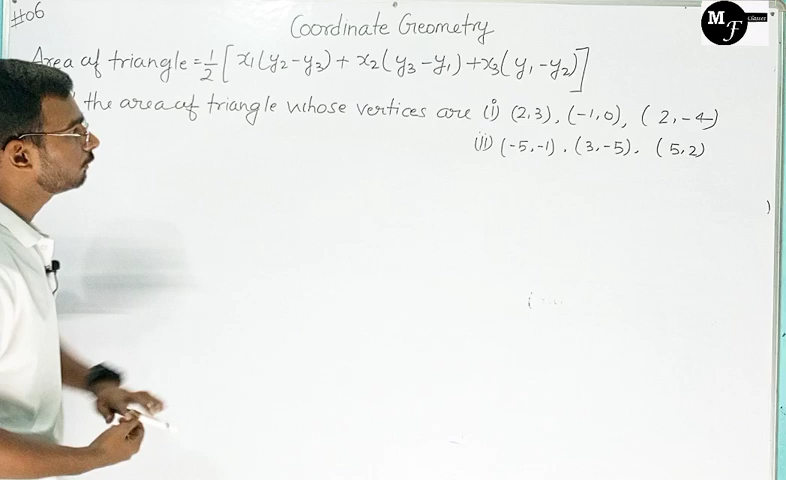 #06
Coordinate Geometry
M F Classes
Area of triangle = 1/2 [x1(y2-y3) + x2(y3-y1) + x3(y1-y2)]
the area of triangle whose vertices are (i) (2,3), (-1,0), (2,-4)
(ii) (-5,-1), (3,-5), (5,2)